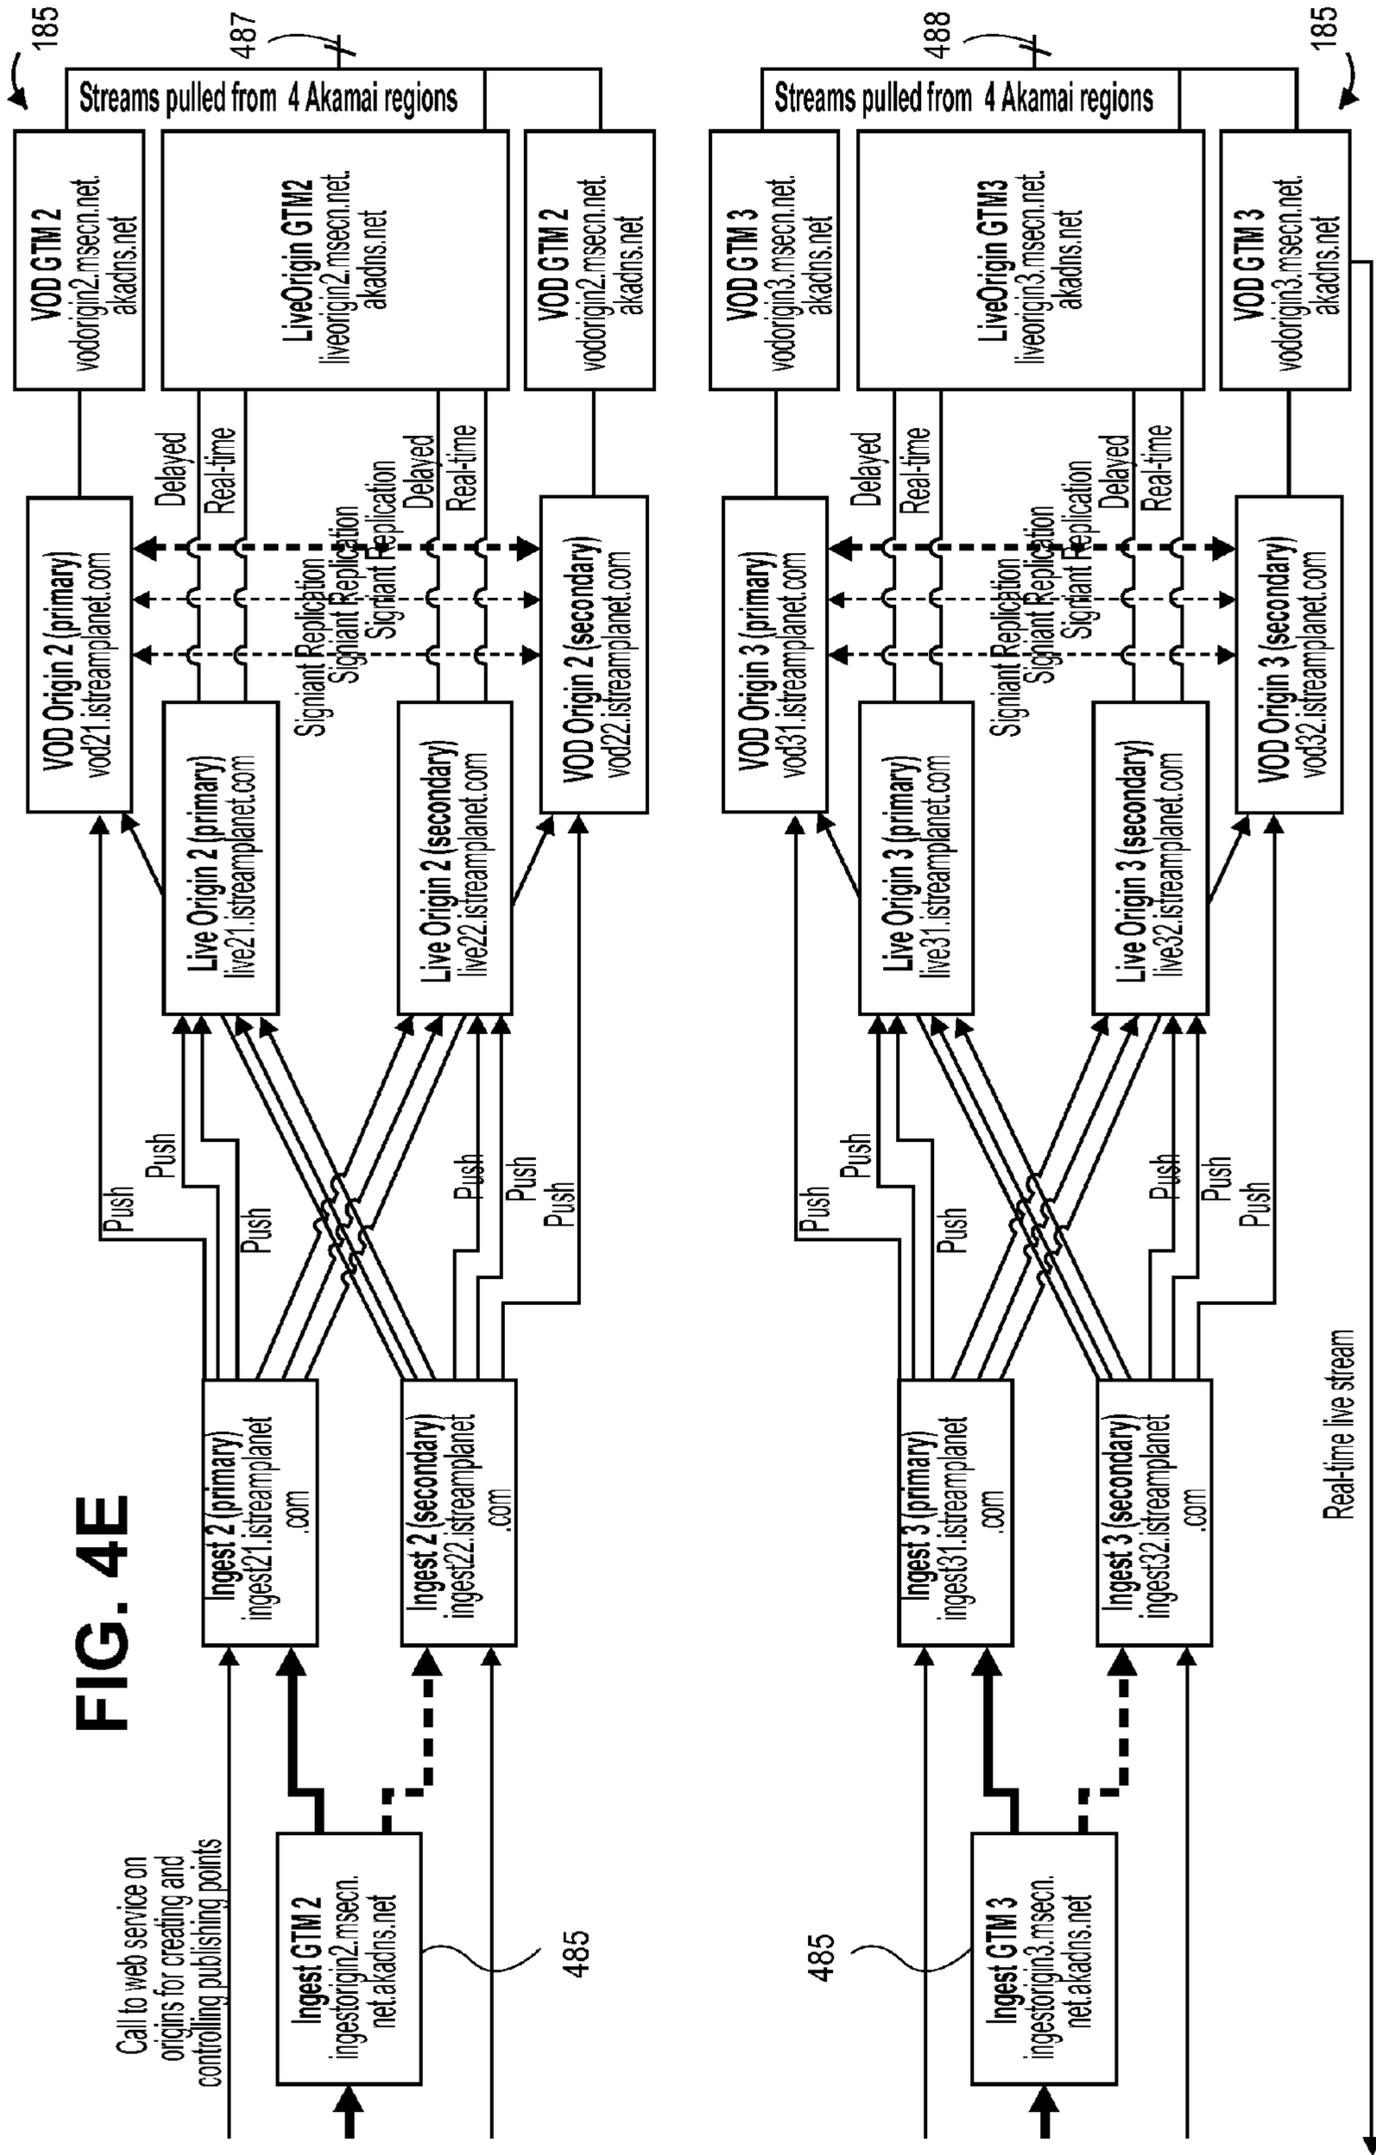 FIG. 4E
Call to web service on
origins for creating and
controlling publishing points
Ingest GTM 2
ingestorigin2.msecn.
net.akadns.net
485
Ingest 2 (primary)
ingest21.istreamplanet
.com
Ingest 2 (secondary)
ingest22.istreamplanet
.com
Push
Push
Push
Push
Push
Push
Live Origin 2 (primary)
live21.istreamplanet.com
Live Origin 2 (secondary)
live22.istreamplanet.com
VOD Origin 2 (primary)
vod21.istreamplanet.com
VOD Origin 2 (secondary)
vod22.istreamplanet.com
Signiant Replication
Signiant Replication
Signiant Replication
Delayed
Real-time
Delayed
Real-time
VOD GTM 2
vodorigin2.msecn.net.
akadns.net
LiveOrigin GTM2
liveorigin2.msecn.net.
akadns.net
VOD GTM 2
vodorigin2.msecn.net.
akadns.net
Streams pulled from 4 Akamai regions
185
487
Ingest GTM 3
ingestorigin3.msecn.
net.akadns.net
485
Ingest 3 (primary)
ingest31.istreamplanet
.com
Ingest 3 (secondary)
ingest32.istreamplanet
.com
Push
Push
Push
Push
Push
Push
Live Origin 3 (primary)
live31.istreamplanet.com
Live Origin 3 (secondary)
live32.istreamplanet.com
VOD Origin 3 (primary)
vod31.istreamplanet.com
VOD Origin 3 (secondary)
vod32.istreamplanet.com
Signiant Replication
Signiant Replication
Signiant Replication
Delayed
Real-time
Delayed
Real-time
VOD GTM 3
vodorigin3.msecn.net.
akadns.net
LiveOrigin GTM3
liveorigin3.msecn.net.
akadns.net
VOD GTM 3
vodorigin3.msecn.net.
akadns.net
Streams pulled from 4 Akamai regions
488
185
Real-time live stream